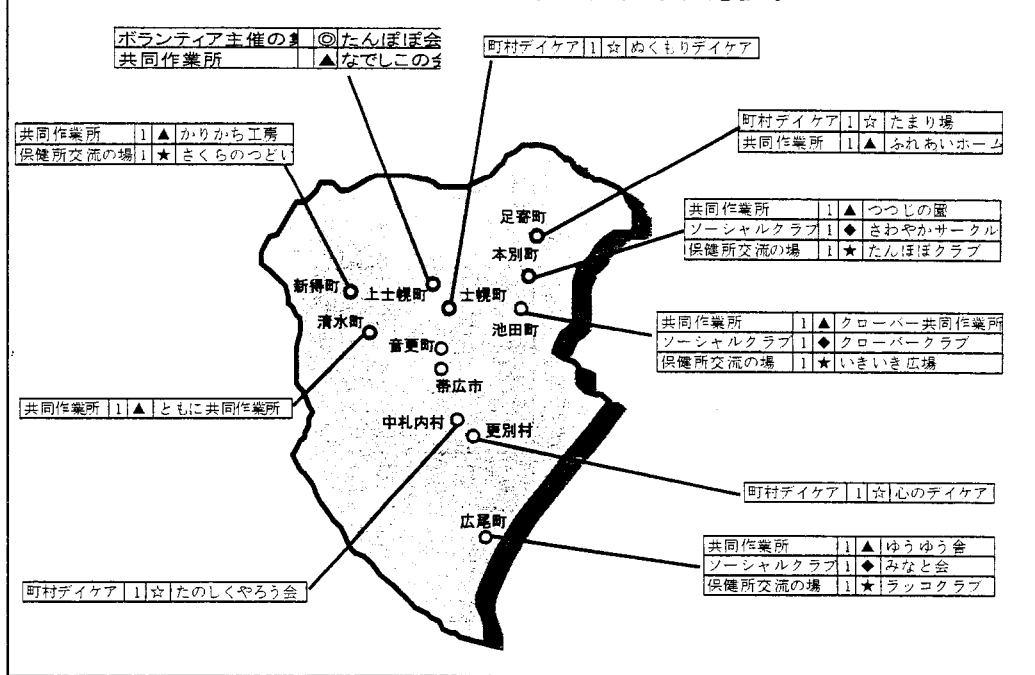 ボランティア主催の ◎ たんぽぽ会
共同作業所 ▲ なでしこの
町村デイケア 1 ☆ ぬくもりデイケア
共同作業所 1 ▲ かりかち工房
保健所交流の場 1 ★ さくらのつどい
町村デイケア 1 ☆ たまり場
共同作業所 1 ▲ ふれあいホーム
共同作業所 1 ▲ つつじの園
ソーシャルクラブ 1 ◆ さわやかサークル
保健所交流の場 1 ★ たんぽぽクラブ
足寄町
本別町
新得町
上士幌町
士幌町
池田町
清水町
音更町
帯広市
共同作業所 1 ▲ クローバー共同作業所
ソーシャルクラブ 1 ◆ クローバークラブ
保健所交流の場 1 ★ いきいき広場
共同作業所 1 ▲ ともに共同作業所
中札内村
更別村
町村デイケア 1 ☆ 心のデイケア
広尾町
共同作業所 1 ▲ ゆうゆう舎
ソーシャルクラブ 1 ◆ みなと会
保健所交流の場 1 ★ ラッコクラブ
町村デイケア 1 ☆ たのしくやろう会